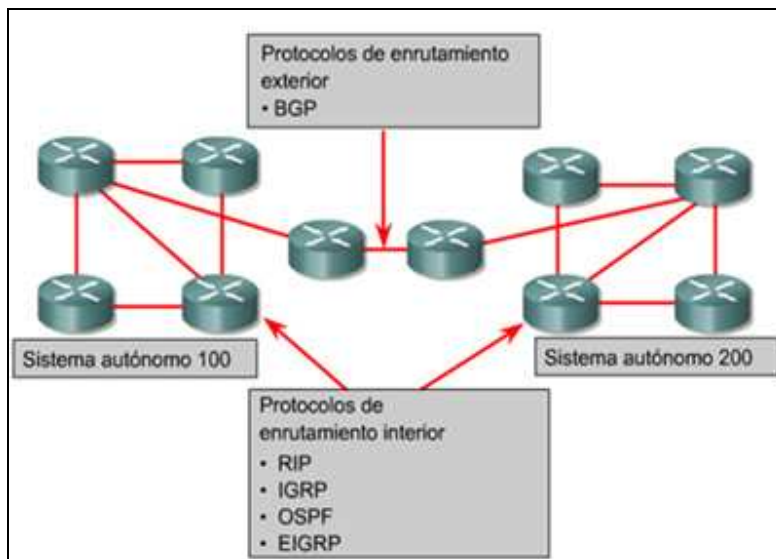 Protocolos de enrutamiento
exterior
• BGP
Sistema autónomo 100
Sistema autónomo 200
Protocolos de
enrutamiento interior
• RIP
• IGRP
• OSPF
• EIGRP